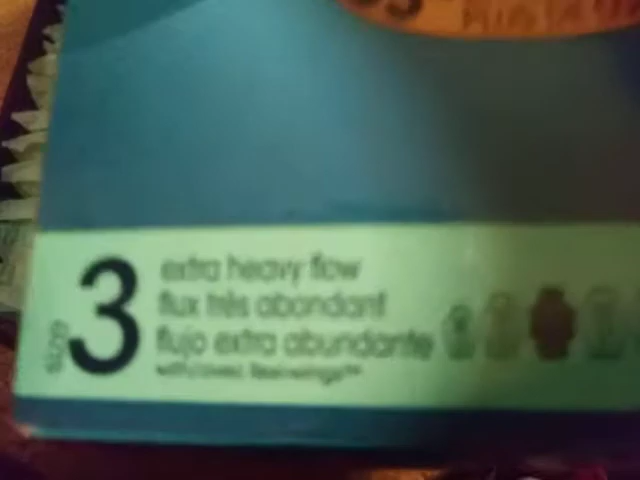 size
3
extra heavy flow
flux très abondant
flujo extra abundante